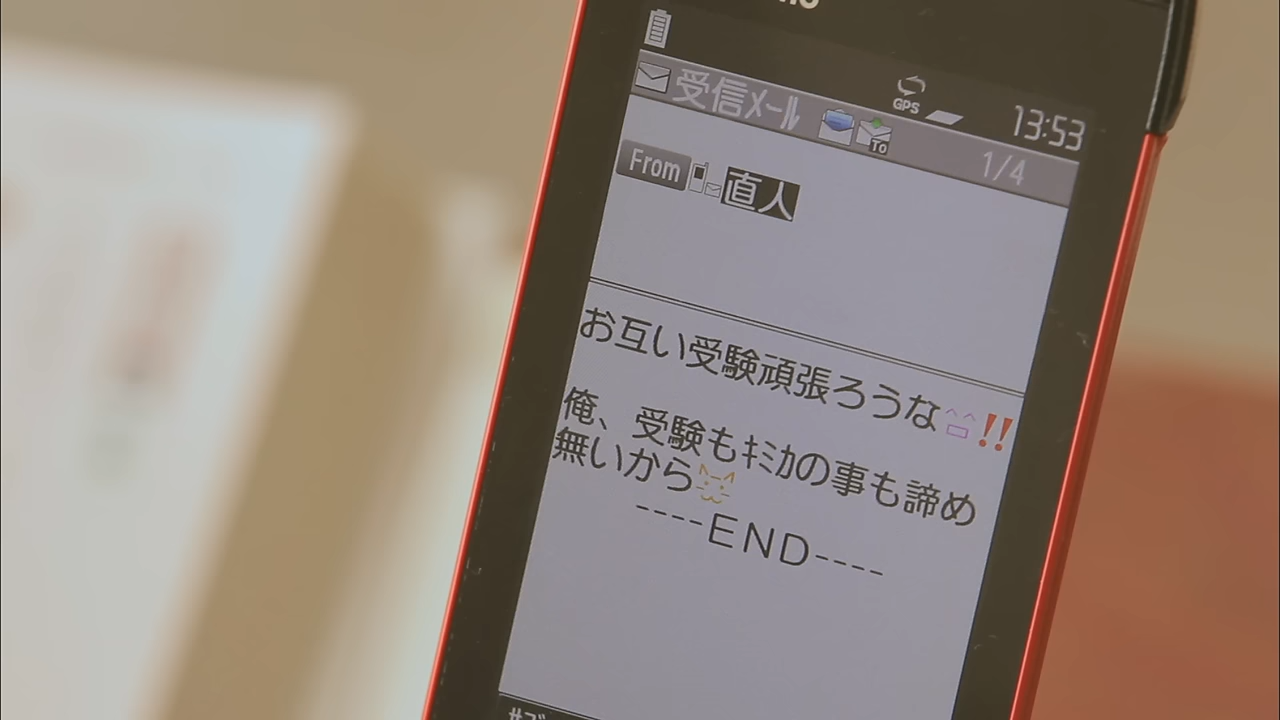 GPS
13:53
受信ﾒｰﾙ
To
1/4
From 直人
お互い受験頑張ろうな‼
俺、受験もｷﾐｶの事も諦め
無いから
----END----